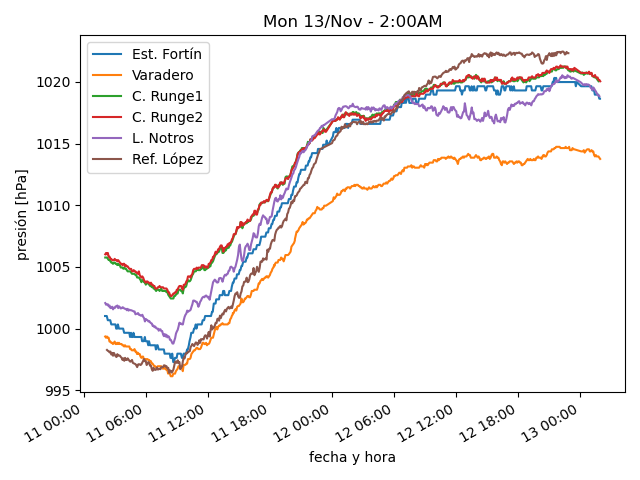 Mon 13/Nov - 2:00AM
Est. Fortín
Varadero
C. Runge1
C. Runge2
L. Notros
Ref. López
presión [hPa]
1020
1015
1010
1005
1000
995
11 00:00
11 06:00
11 12:00
11 18:00
12 00:00
12 06:00
12 12:00
12 18:00
13 00:00
fecha y hora